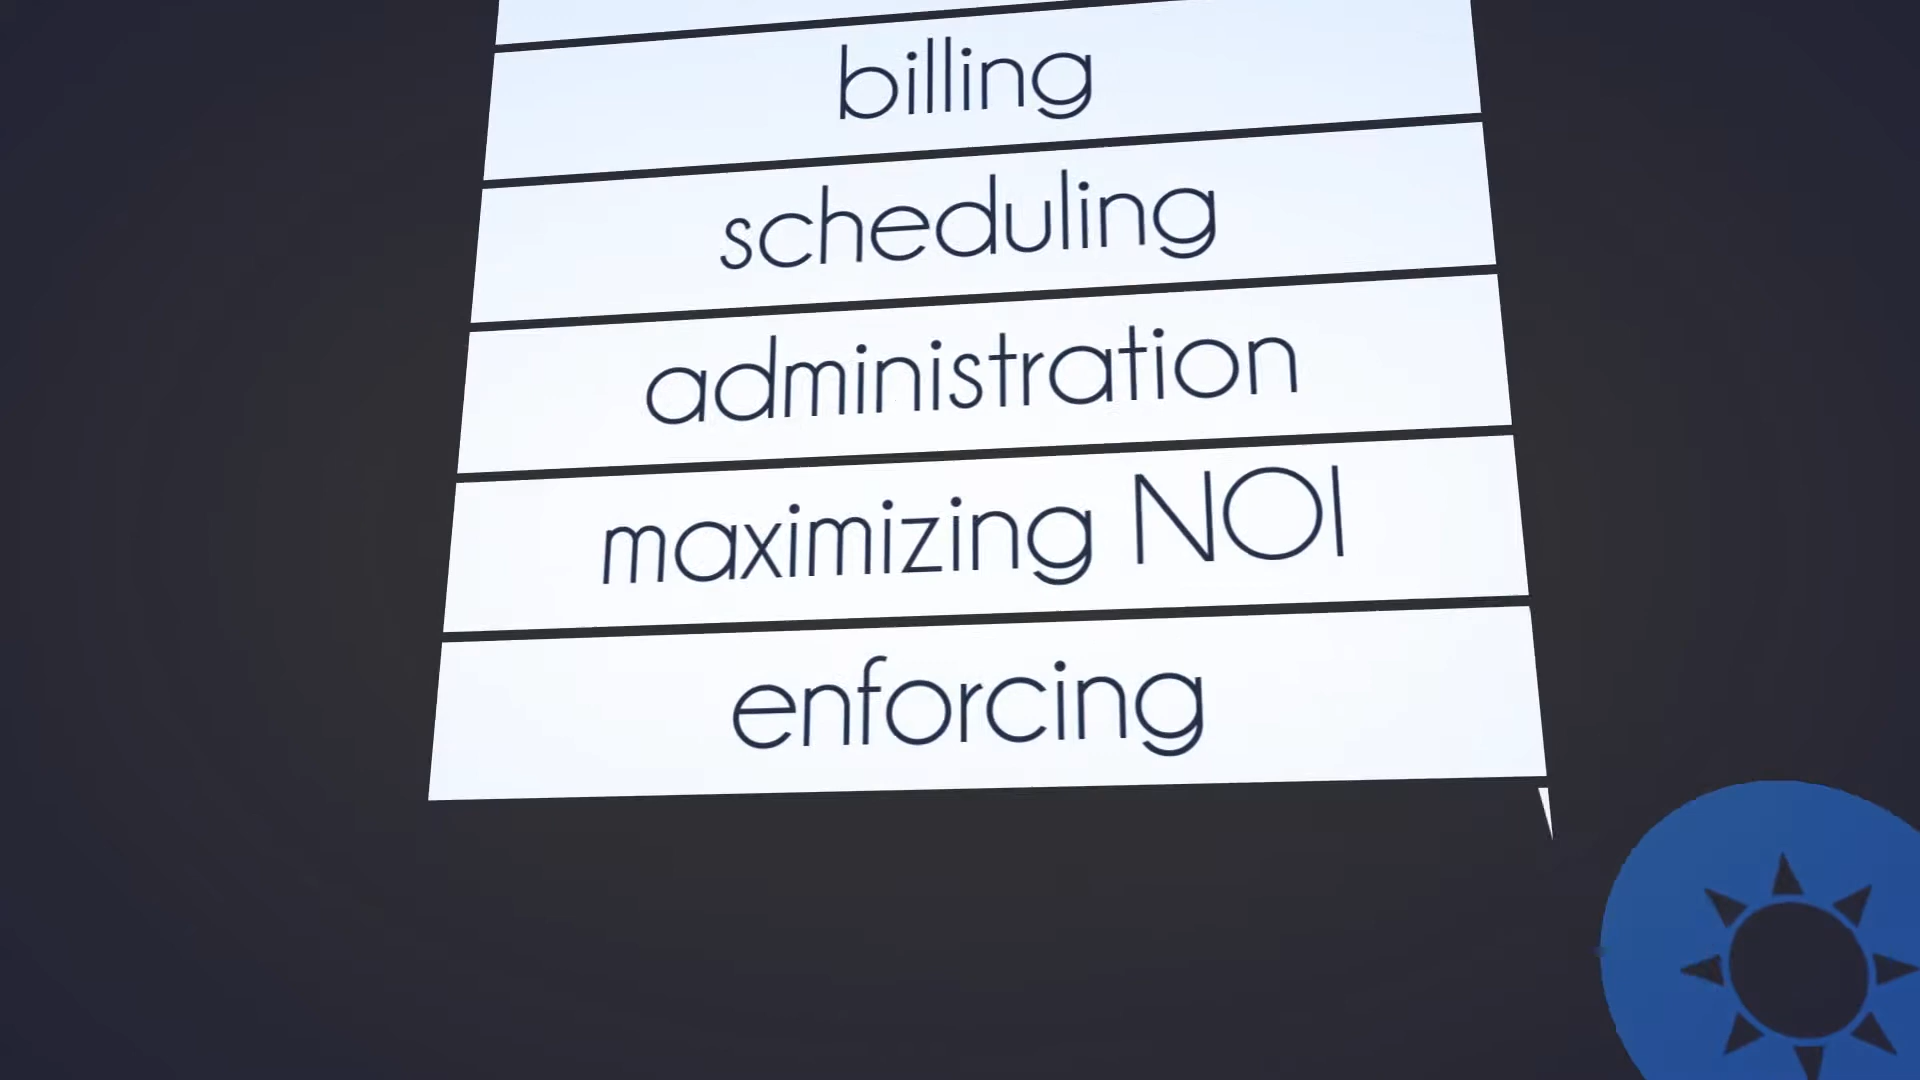 billing
scheduling
administration
maximizing NOI
enforcing